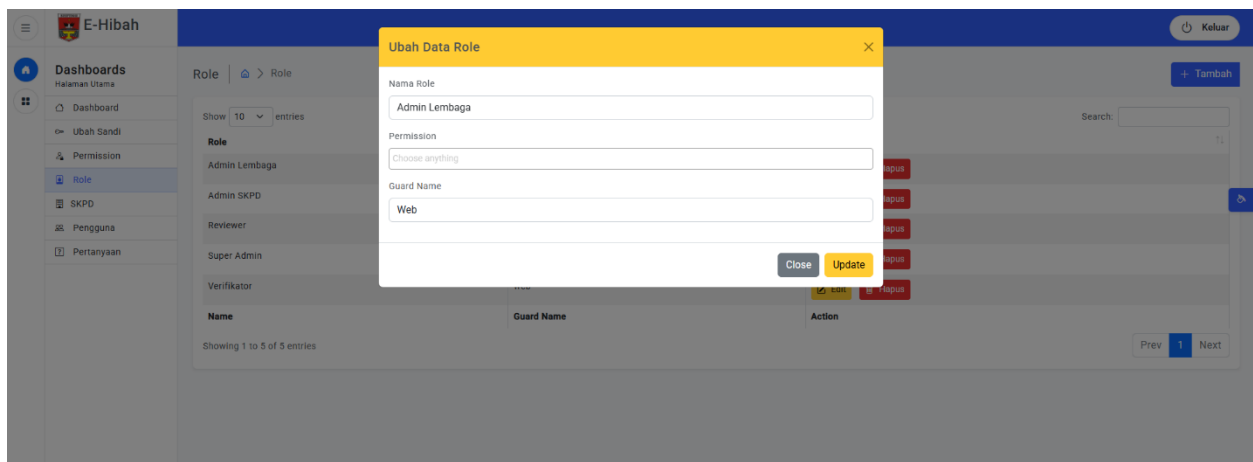 E-Hibah
Keluar
Ubah Data Role
Dashboards
Halaman Utama
Role > Role
+ Tambah
Nama Role
Admin Lembaga
Dashboard
Ubah Sandi
Permission
Role
SKPD
Pengguna
Pertanyaan
Show 10 entries
Search:
Permission
Choose anything
Guard Name
Web
Close Update
Role
Admin Lembaga
Admin SKPD
Reviewer
Super Admin
Verifikator Edit Hapus
Name Guard Name Action
Showing 1 to 5 of 5 entries
Prev 1 Next